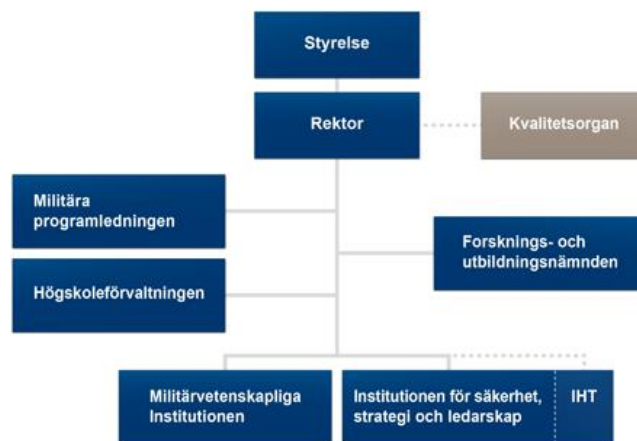 Styrelse
Rektor
Kvalitetsorgan
Militära
programledningen
Forsknings- och
utbildningsnämnden
Högskoleförvaltningen
Militärvetenskapliga
Institutionen
Institutionen för säkerhet,
strategi och ledarskap
IHT